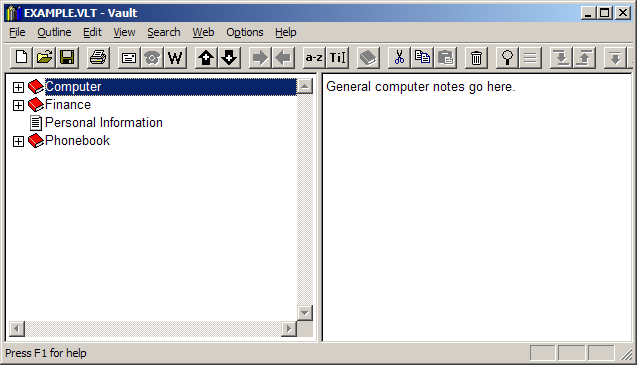 EXAMPLE.VLT - Vault
File Outline Edit View Search Web Options Help
W a-z TI
Computer
Finance
Personal Information
Phonebook
General computer notes go here.
Press F1 for help